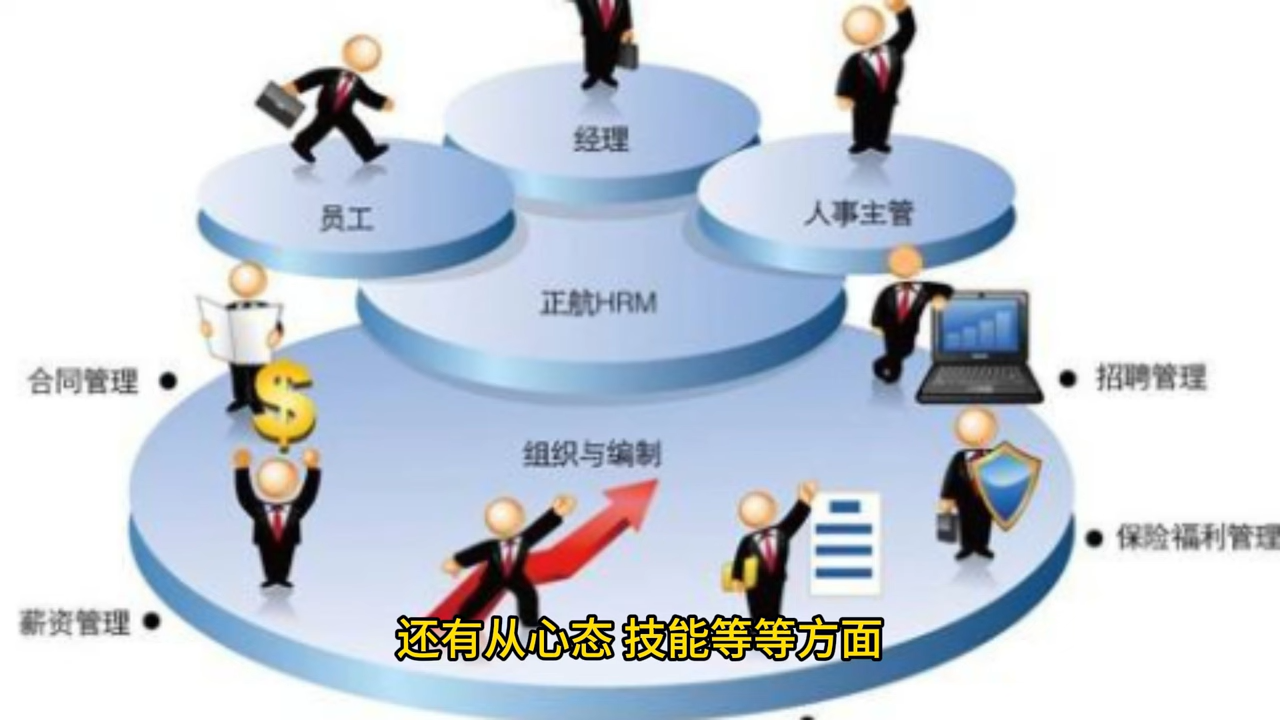 经理
员工
人事主管
正航HRM
合同管理
招聘管理
组织与编制
保险福利管理
薪资管理
还有从心态 技能等等方面